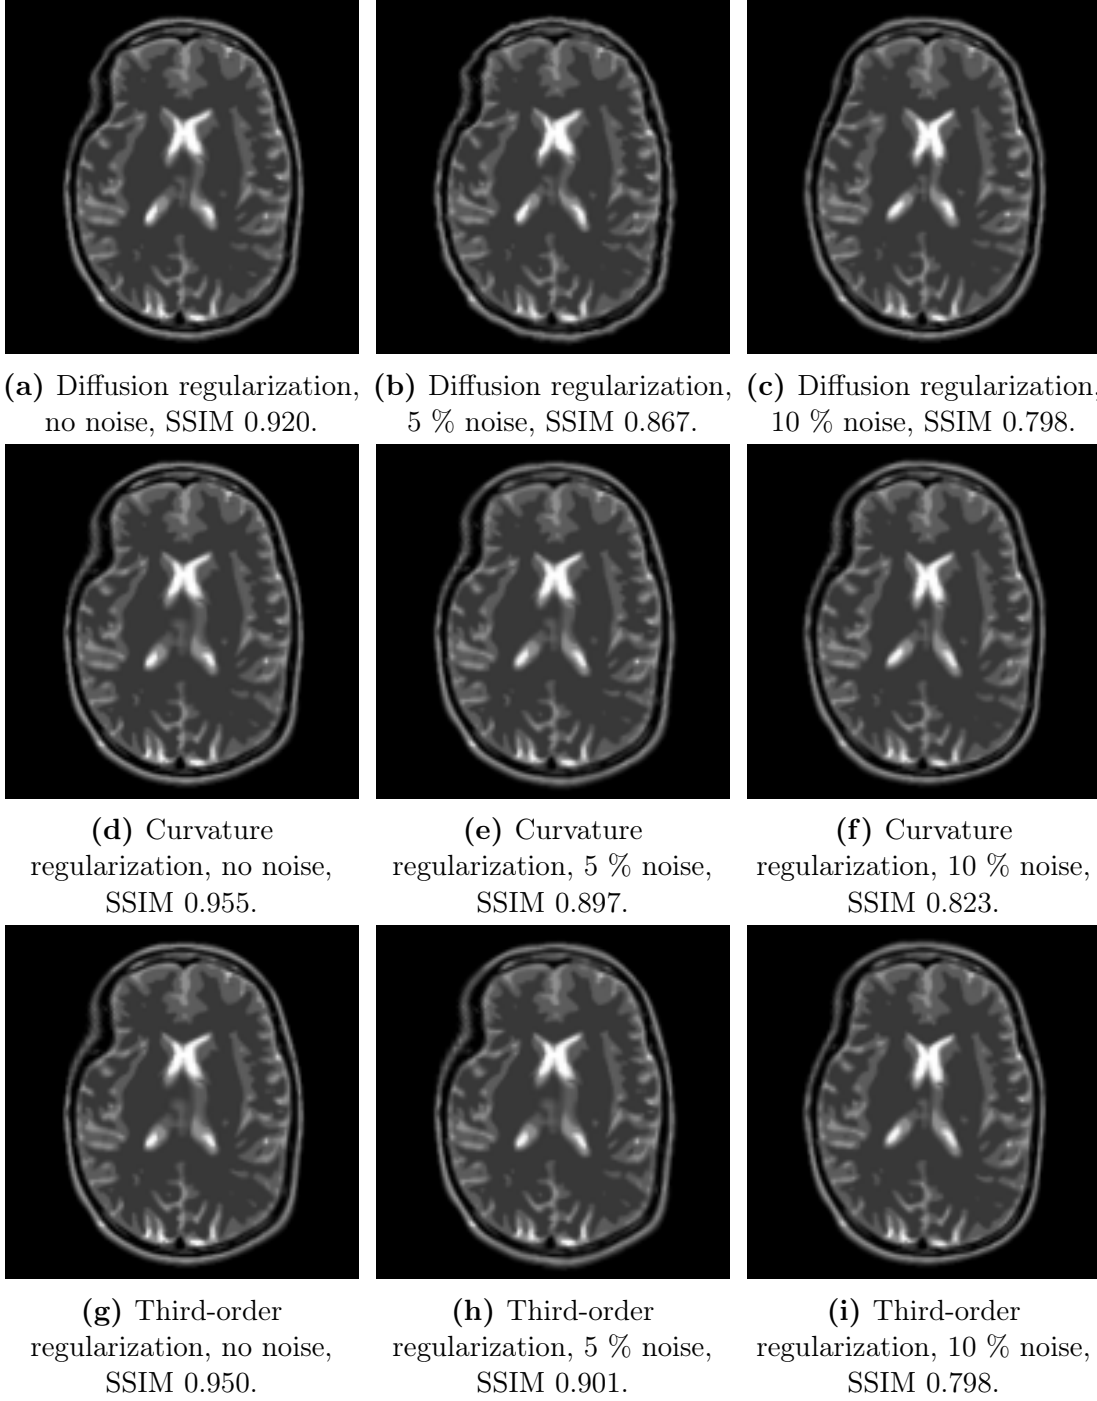 (a) Diffusion regularization,
no noise, SSIM 0.920.
(b) Diffusion regularization,
5 % noise, SSIM 0.867.
(c) Diffusion regularization,
10 % noise, SSIM 0.798.
(d) Curvature
regularization, no noise,
SSIM 0.955.
(e) Curvature
regularization, 5 % noise,
SSIM 0.897.
(f) Curvature
regularization, 10 % noise,
SSIM 0.823.
(g) Third-order
regularization, no noise,
SSIM 0.950.
(h) Third-order
regularization, 5 % noise,
SSIM 0.901.
(i) Third-order
regularization, 10 % noise,
SSIM 0.798.